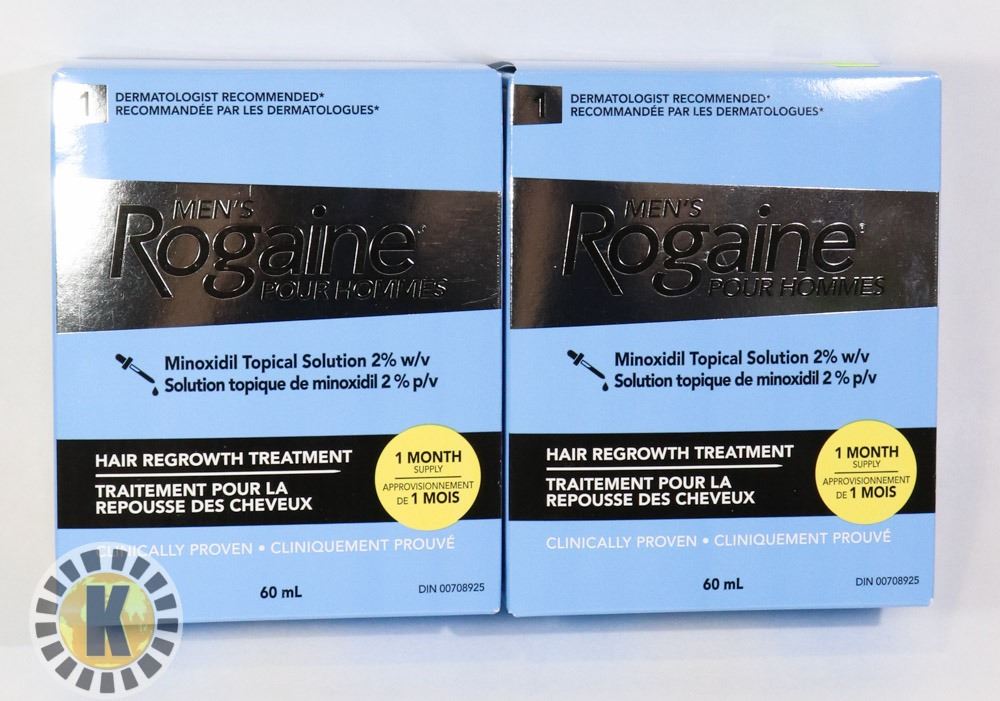 1
DERMATOLOGIST RECOMMENDED*
RECOMMANDÉE PAR LES DERMATOLOGUES*
MEN'S
Rogaine
POUR HOMMES
Minoxidil Topical Solution 2% w/v
Solution topique de minoxidil 2 % p/v
HAIR REGROWTH TREATMENT
TRAITEMENT POUR LA
REPOUSSE DES CHEVEUX
1 MONTH
SUPPLY
APPROVISIONNEMENT
DE 1 MOIS
CLINICALLY PROVEN • CLINIQUEMENT PROUVÉ
60 mL
DIN 00708925
1
DERMATOLOGIST RECOMMENDED*
RECOMMANDÉE PAR LES DERMATOLOGUES*
MEN'S
Rogaine
POUR HOMMES
Minoxidil Topical Solution 2% w/v
Solution topique de minoxidil 2 % p/v
HAIR REGROWTH TREATMENT
TRAITEMENT POUR LA
REPOUSSE DES CHEVEUX
1 MONTH
SUPPLY
APPROVISIONNEMENT
DE 1 MOIS
CLINICALLY PROVEN • CLINIQUEMENT PROUVÉ
60 mL
DIN 00708925
K